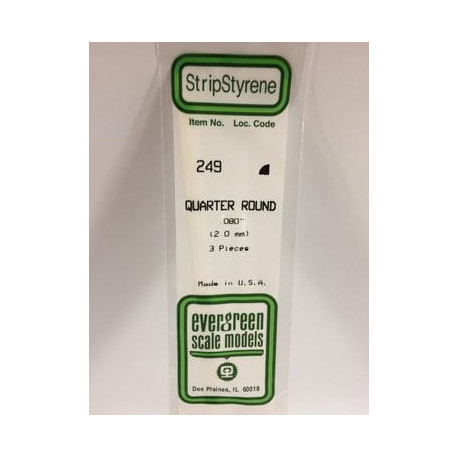 StripStyrene
Item No. Loc. Code
249
QUARTER ROUND
.080"
(2.0 mm)
3 Pieces
Made in U.S.A.
evergreen
scale models
Des Plaines, IL 60018